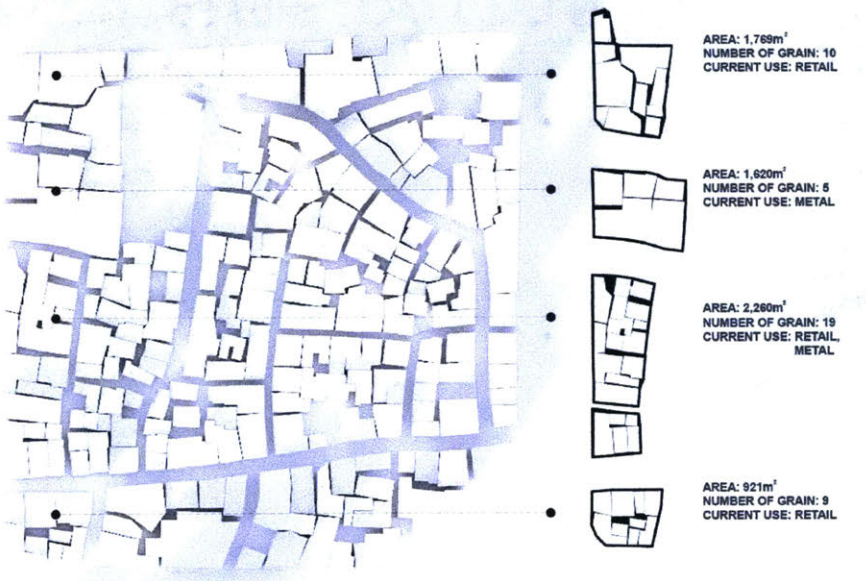 AREA: 1,769m²
NUMBER OF GRAIN: 10
CURRENT USE: RETAIL
AREA: 1,620m²
NUMBER OF GRAIN: 5
CURRENT USE: METAL
AREA: 2,260m²
NUMBER OF GRAIN: 19
CURRENT USE: RETAIL,
METAL
AREA: 921m²
NUMBER OF GRAIN: 9
CURRENT USE: RETAIL